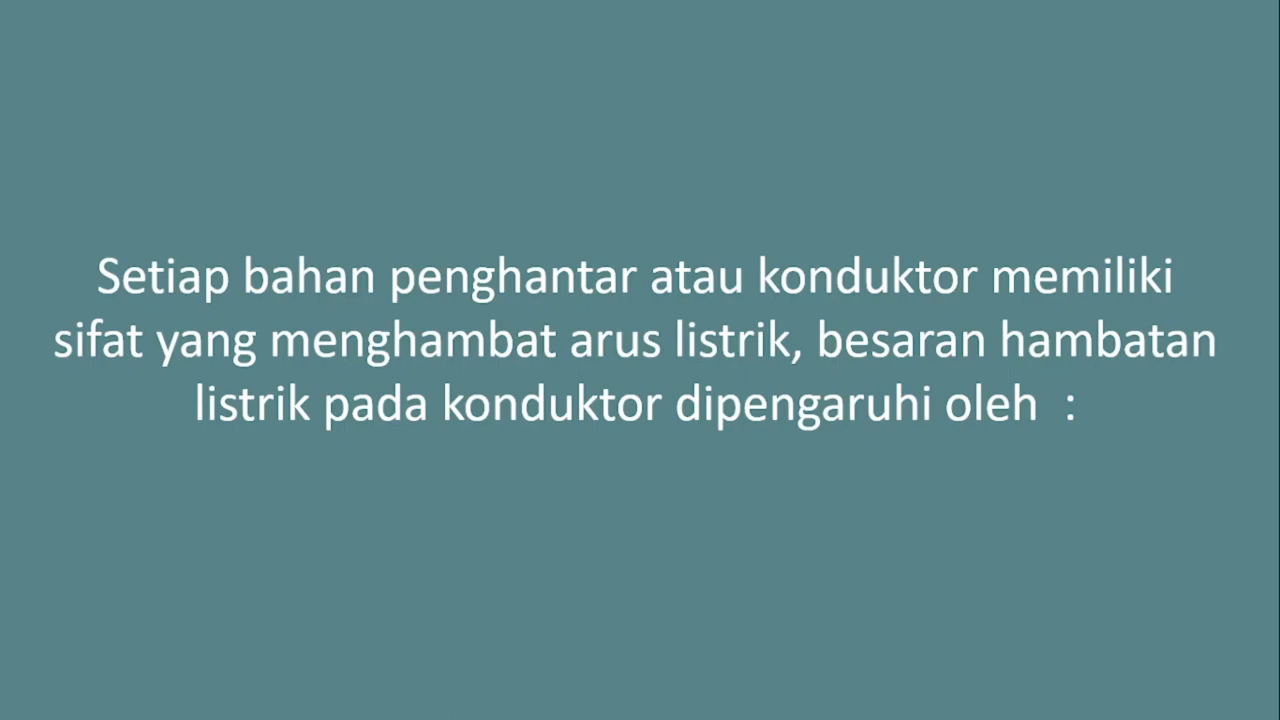 Setiap bahan penghantar atau konduktor memiliki
sifat yang menghambat arus listrik, besaran hambatan
listrik pada konduktor dipengaruhi oleh  :